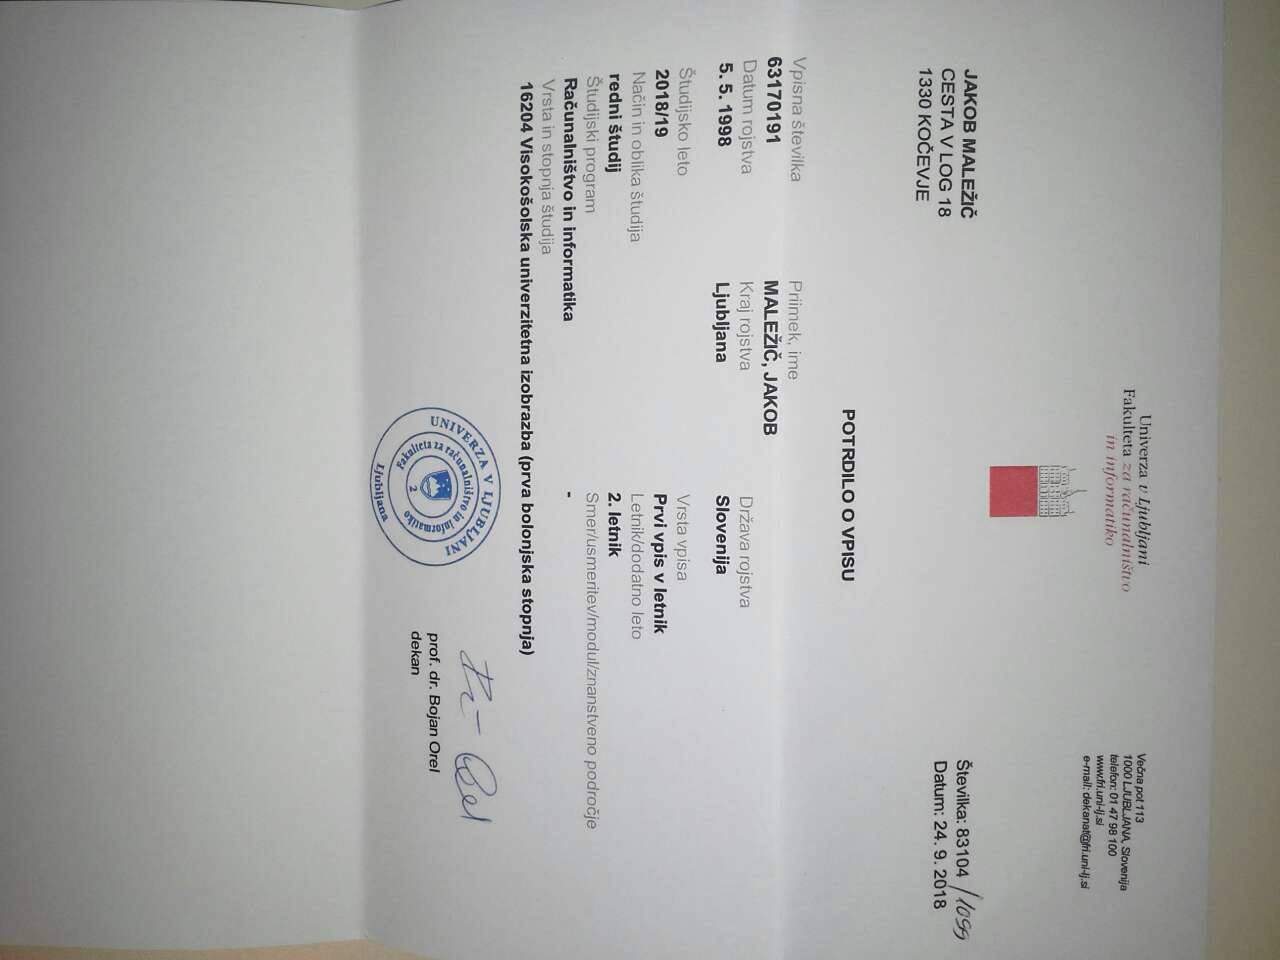 Univerza v Ljubljani
Fakulteta za računalništvo
in informatiko
Večna pot 113
1000 LJUBLJANA, Slovenija
telefon: 01 47 98 100
www.fri.uni-lj.si
e-mail: dekanat@fri.uni-lj.si
JAKOB MALEŽIČ
CESTA V LOG 18
1330 KOČEVJE
Številka: 83104 /1099
Datum: 24. 9. 2018
POTRDILO O VPISU
Vpisna številka Priimek, ime
63170191 MALEŽIČ, JAKOB
Datum rojstva Kraj rojstva Država rojstva
5. 5. 1998 Ljubljana Slovenija
Študijsko leto Vrsta vpisa
2018/19 Prvi vpis v letnik
Način in oblika študija Letnik/dodatno leto
redni študij 2. letnik
Študijski program Smer/usmeritev/modul/znanstveno področje
Računalništvo in informatika -
Vrsta in stopnja študija
16204 Visokošolska univerzitetna izobrazba (prva bolonjska stopnja)
UNIVERZA V LJUBLJANI
Fakulteta za računalništvo in informatiko
2
Ljubljana
prof. dr. Bojan Orel
dekan